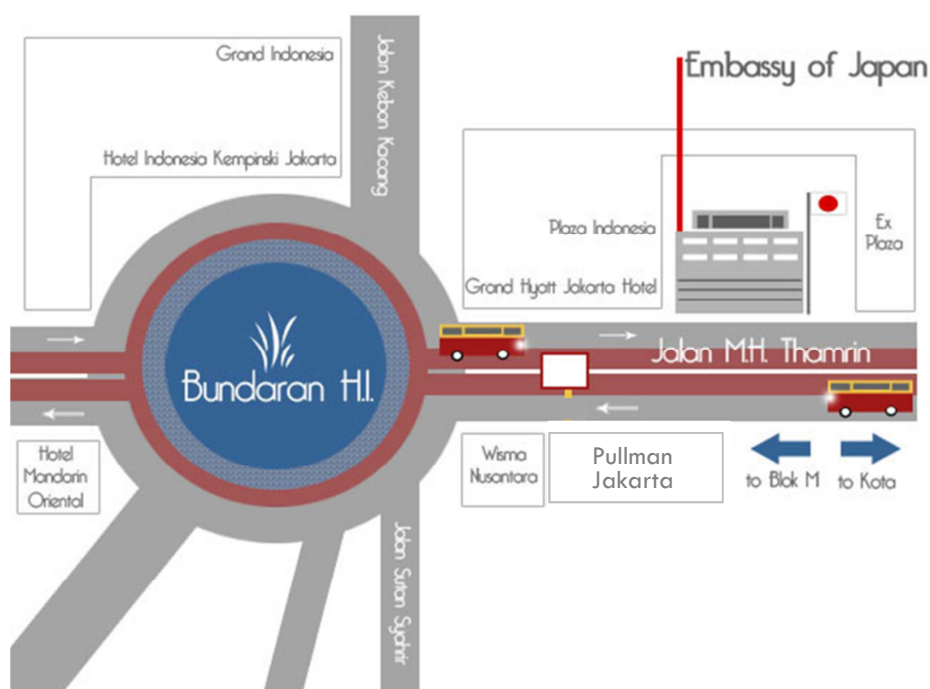 Grand Indonesia
Hotel Indonesia Kempinski Jakarta
Jalan Kebon Kacang
Embassy of Japan
Plaza Indonesia
Grand Hyatt Jakarta Hotel
Ex
Plaza
Jalan M.H. Thamrin
Bundaran H.I.
Hotel
Mandarin
Oriental
Wisma
Nusantara
Pullman
Jakarta
to Blok M
to Kota
Jalan Sutan Syahrir